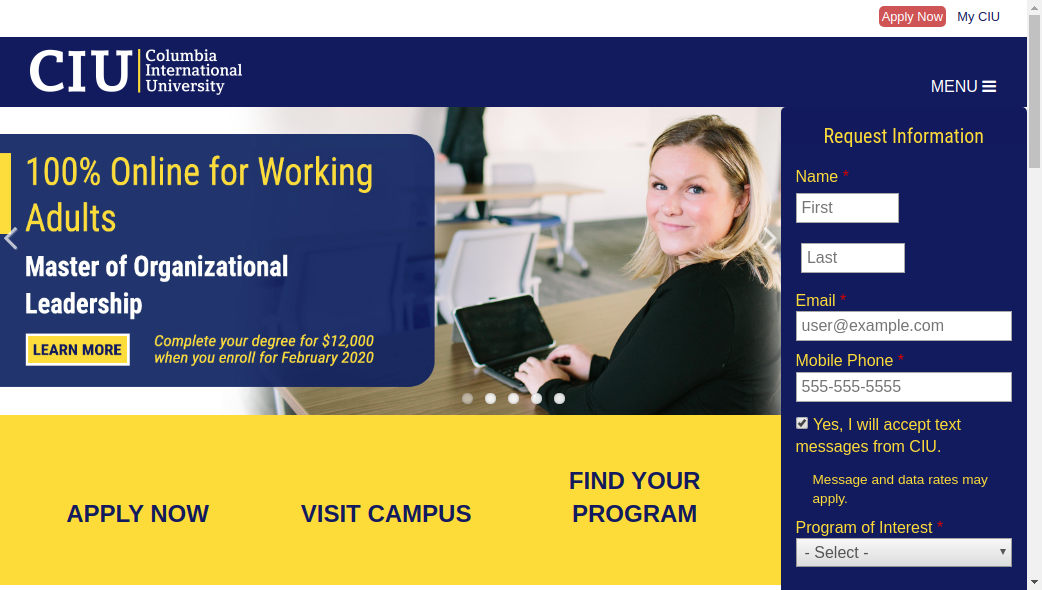 Apply Now
My CIU
CIU
Columbia
International
University
MENU
100% Online for Working
Adults
Master of Organizational
Leadership
LEARN MORE
Complete your degree for $12,000
when you enroll for February 2020
APPLY NOW
VISIT CAMPUS
FIND YOUR
PROGRAM
Request Information
Name *
First
Last
Email *
user@example.com
Mobile Phone *
555-555-5555
Yes, I will accept text
messages from CIU.
Message and data rates may
apply.
Program of Interest *
- Select -